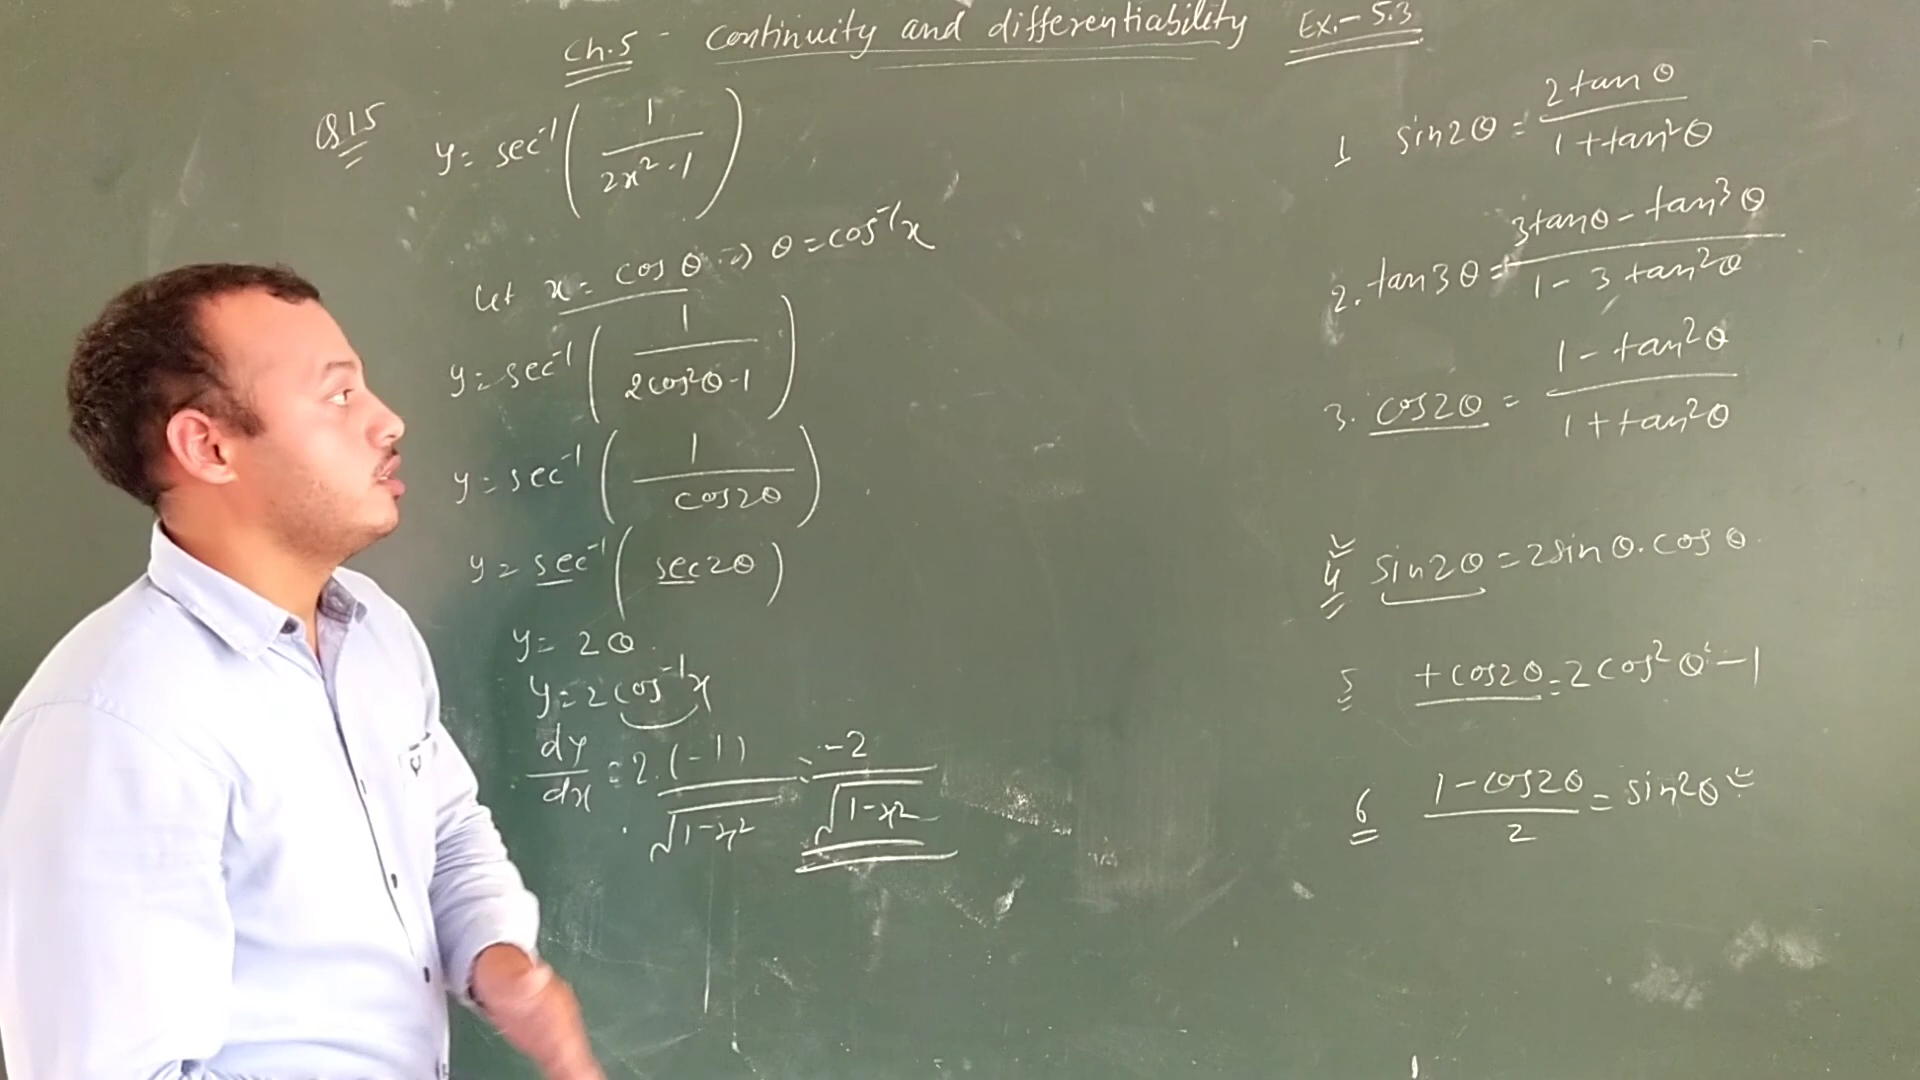 Ch.5 - Continuity and differentiability Ex.- 5.3
Q15 y = sec⁻¹(1/(2x²-1))
Let x = cos θ ⇒ θ = cos⁻¹x
y = sec⁻¹(1/(2cos²θ-1))
y = sec⁻¹(1/cos2θ)
y = sec⁻¹(sec2θ)
y = 2θ.
y = 2cos⁻¹x
dy/dx = 2.(-1)/√(1-x²) = -2/√(1-x²)
1 sin2θ = 2tanθ/(1+tan²θ)
2. tan3θ = (3tanθ - tan³θ)/(1-3tan²θ)
3. cos2θ = (1-tan²θ)/(1+tan²θ)
4 sin2θ = 2sinθ.cosθ.
5 +cos2θ = 2cos²θ-1
6 (1-cos2θ)/2 = sin²θ